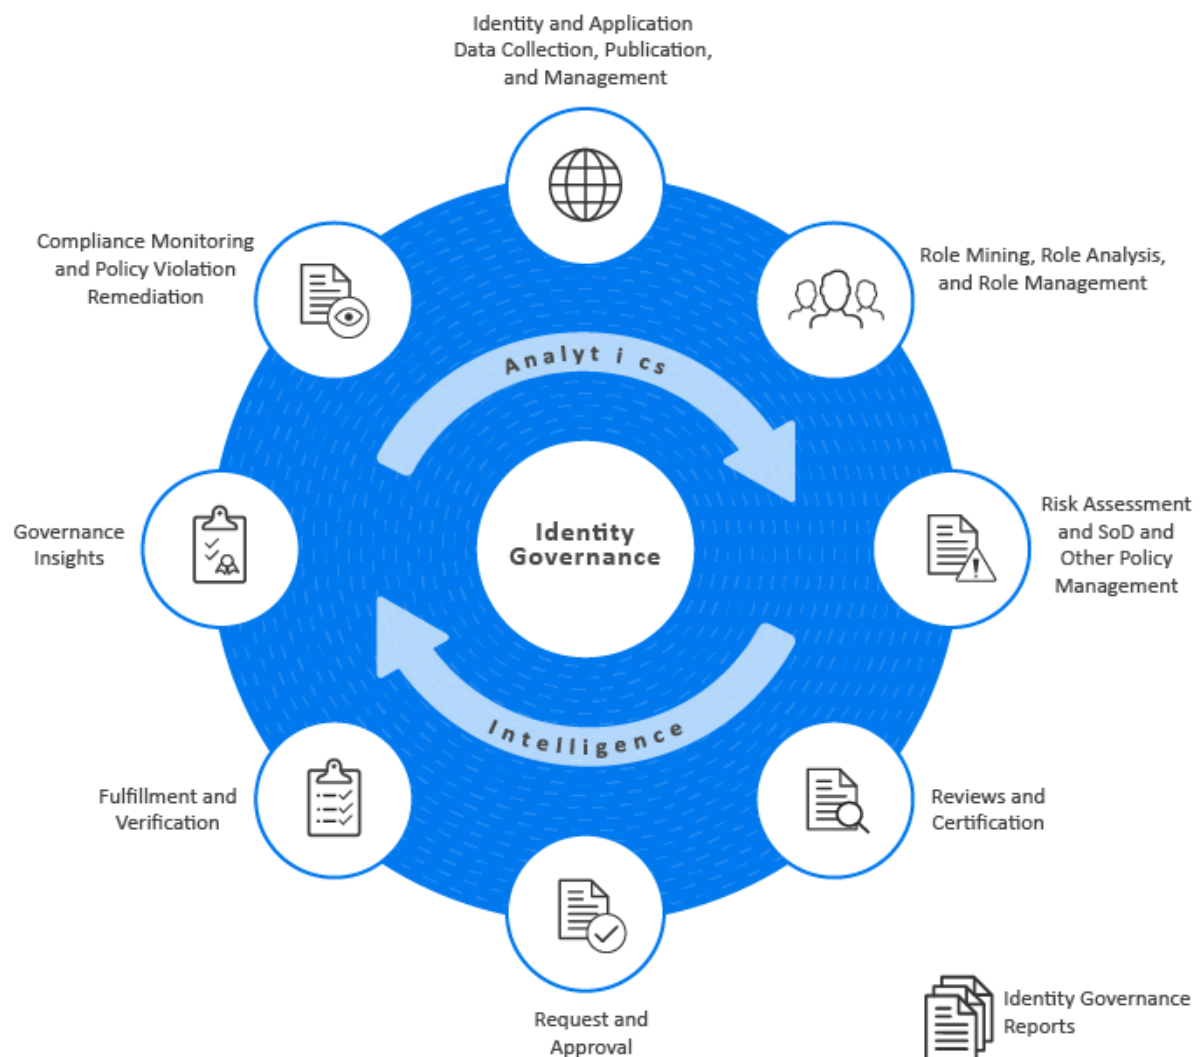 Identity and Application
Data Collection, Publication,
and Management
Compliance Monitoring
and Policy Violation
Remediation
Role Mining, Role Analysis,
and Role Management
Analytics
Governance
Insights
Identity
Governance
Risk Assessment
and SoD and
Other Policy
Management
Intelligence
Fulfillment and
Verification
Reviews and
Certification
Request and
Approval
Identity Governance
Reports